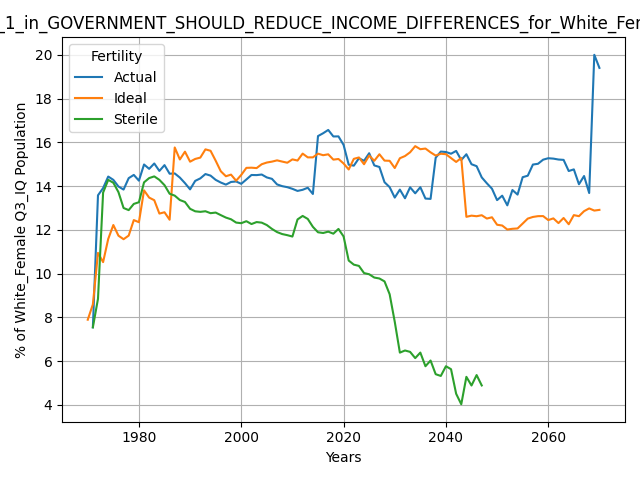 _1_in_GOVERNMENT_SHOULD_REDUCE_INCOME_DIFFERENCES_for_White_Fe
Fertility
Actual
Ideal
Sterile
% of White_Female Q3_IQ Population
20
18
16
14
12
10
8
6
4
1980 2000 2020 2040 2060
Years